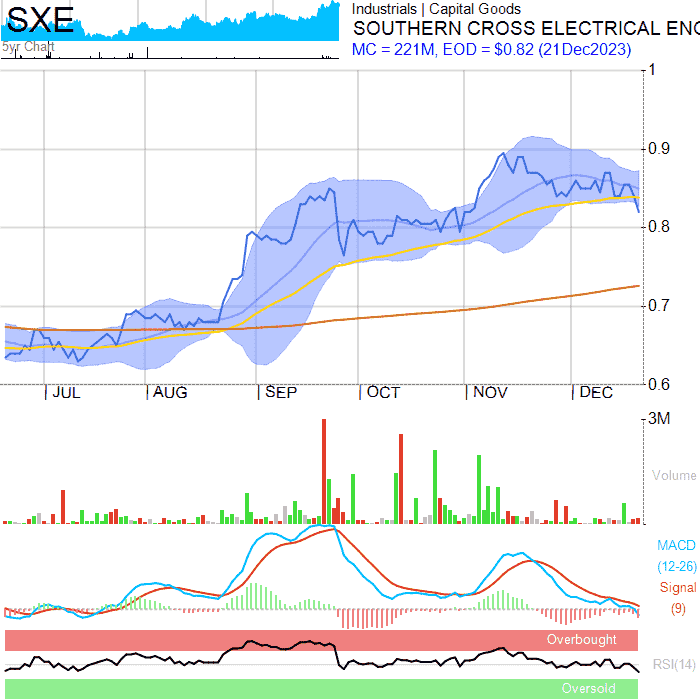 SXE
5yr Chart
Industrials | Capital Goods
SOUTHERN CROSS ELECTRICAL ENG
MC = 221M, EOD = $0.82 (21Dec2023)
1
0.9
0.8
0.7
0.6
JUL AUG SEP OCT NOV DEC
3M
Volume
MACD
(12-26)
Signal
(9)
Overbought
RSI(14)
Oversold